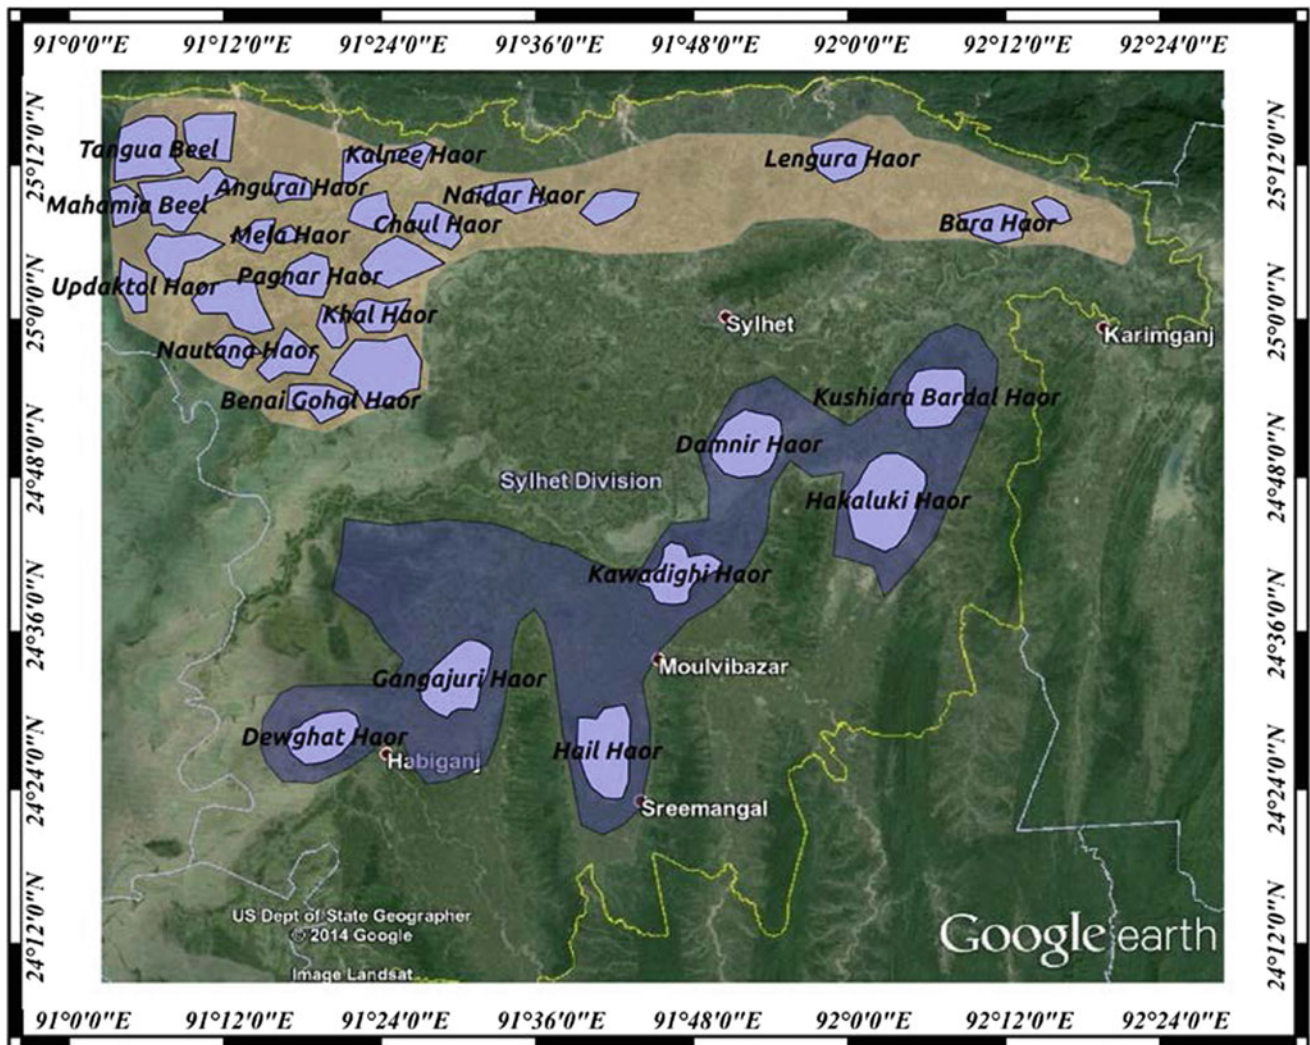 91°0'0"E 91°12'0"E 91°24'0"E 91°36'0"E 91°48'0"E 92°0'0"E 92°12'0"E 92°24'0"E
25°12'0"N
25°0'0"N
24°48'0"N
24°36'0"N
24°24'0"N
24°12'0"N
Tangua Beel
Kalnee Haor
Lengura Haor
Angurai Haor
Naidar Haor
Mahamia Beel
Chaul Haor
Bara Haor
Mela Haor
Pagnar Haor
Updaktol Haor
Khal Haor
Sylhet
Karimganj
Nautana Haor
Benai Gohal Haor
Kushiara Bardal Haor
Damnir Haor
Sylhet Division
Hakaluki Haor
Kawadighi Haor
Moulvibazar
Gangajuri Haor
Dewghat Haor
Hail Haor
Habiganj
Sreemangal
US Dept of State Geographer
© 2014 Google
Google earth
Image Landsat
25°12'0"N
25°0'0"N
24°48'0"N
24°36'0"N
24°24'0"N
24°12'0"N
91°0'0"E 91°12'0"E 91°24'0"E 91°36'0"E 91°48'0"E 92°0'0"E 92°12'0"E 92°24'0"E